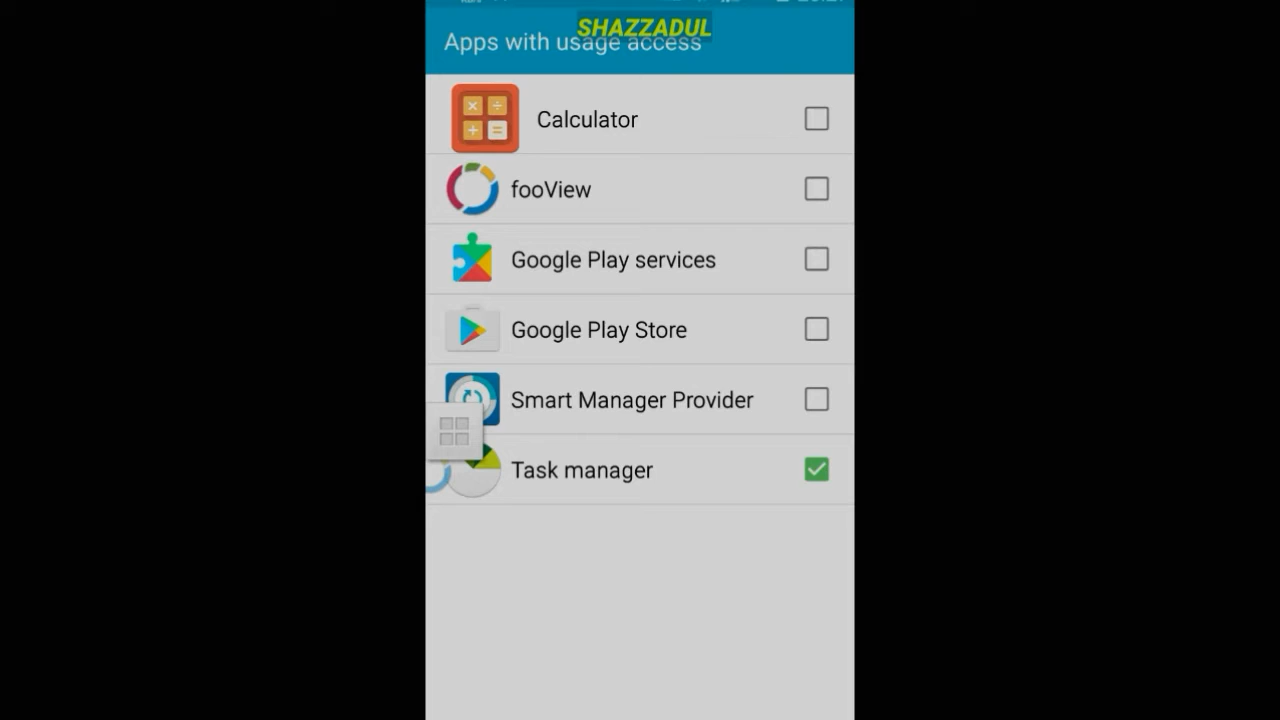 SHAZZADUL
Apps with usage access
Calculator
fooView
Google Play services
Google Play Store
Smart Manager Provider
Task manager